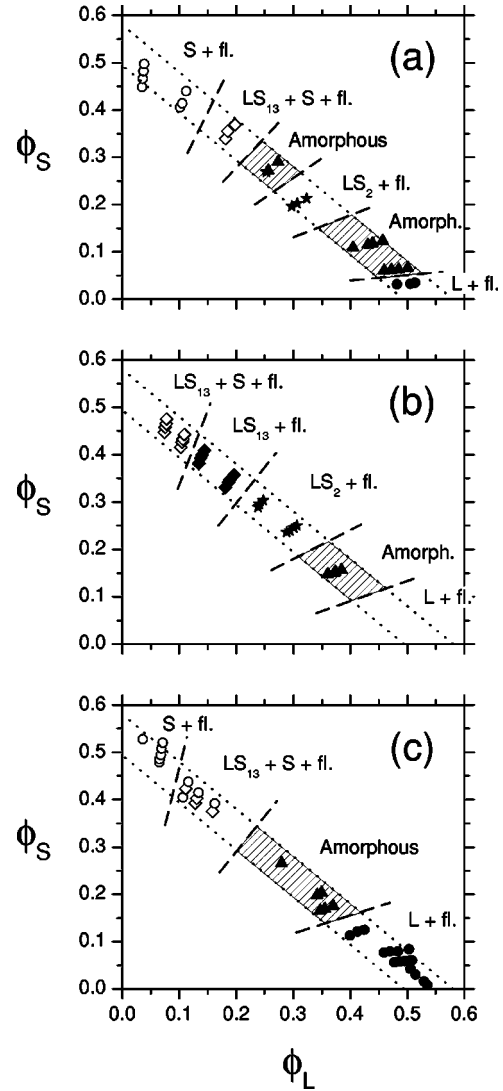 0.6
(a)
S + fl.
0.5
LS13 + S + fl.
0.4
Amorphous
ϕS
0.3
LS2 + fl.
0.2
Amorph.
0.1
L + fl.
0.0
0.6
(b)
LS13 + S + fl.
0.5
LS13 + fl.
0.4
LS2 + fl.
ϕS
0.3
0.2
Amorph.
0.1
L + fl.
0.0
0.6
(c)
S + fl.
0.5
LS13 + S + fl.
0.4
ϕS
0.3
Amorphous
0.2
L + fl.
0.1
0.0
0.0 0.1 0.2 0.3 0.4 0.5 0.6
ϕL